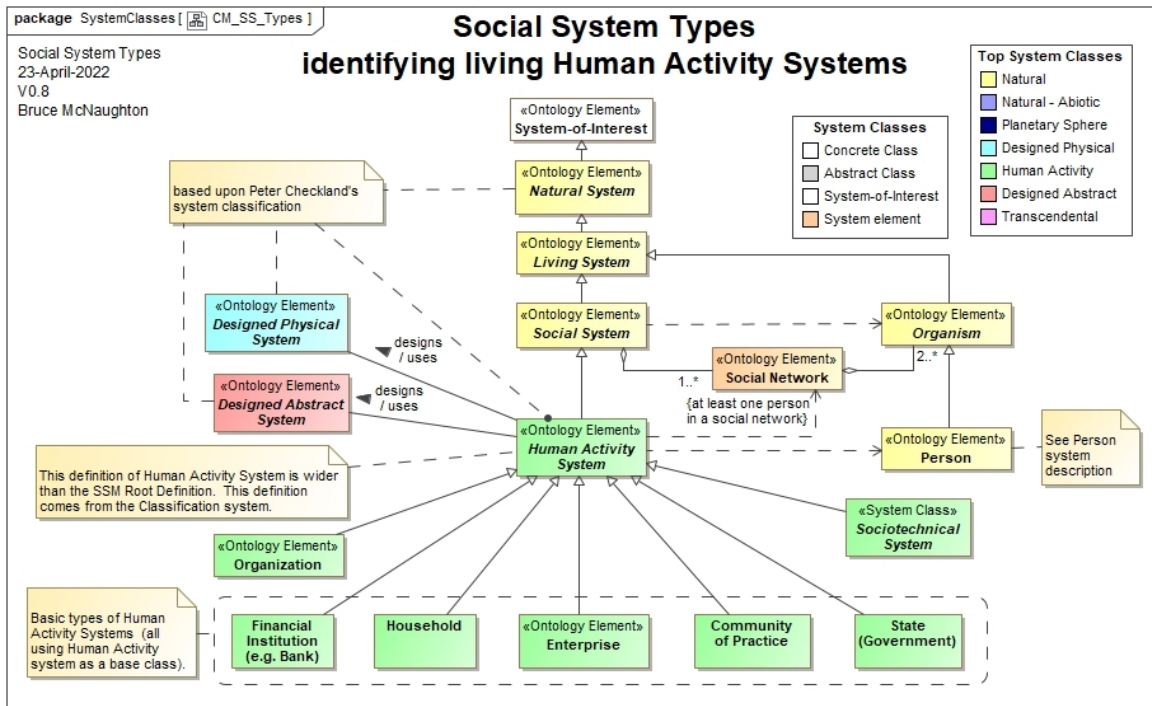 package SystemClasses [ CM_SS_Types ]
Social System Types
identifying living Human Activity Systems
Social System Types
23-April-2022
V0.8
Bruce McNaughton
Top System Classes
Natural
Natural - Abiotic
Planetary Sphere
Designed Physical
Human Activity
Designed Abstract
Transcendental
System Classes
Concrete Class
Abstract Class
System-of-Interest
System element
«Ontology Element»
System-of-Interest
based upon Peter Checkland's
system classification
«Ontology Element»
Natural System
«Ontology Element»
Living System
«Ontology Element»
Designed Physical
System
«Ontology Element»
Social System
«Ontology Element»
Organism
designs
/ uses
«Ontology Element»
Social Network
1..*
2..*
«Ontology Element»
Designed Abstract
System
designs
/ uses
{at least one person
in a social network}
«Ontology Element»
Human Activity
System
«Ontology Element»
Person
See Person
system
description
This definition of Human Activity System is wider
than the SSM Root Definition. This definition
comes from the Classification system.
«System Class»
Sociotechnical
System
«Ontology Element»
Organization
Basic types of Human
Activity Systems (all
using Human Activity
system as a base class).
Financial
Institution
(e.g. Bank)
Household
«Ontology Element»
Enterprise
Community
of Practice
State
(Government)